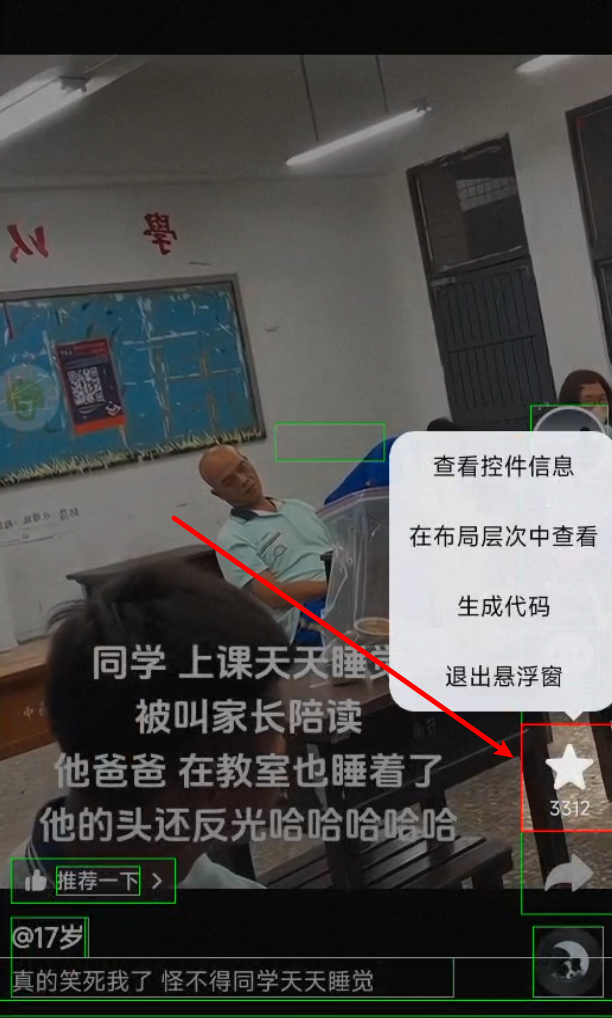 以 學
查看控件信息
在布局层次中查看
生成代码
退出悬浮窗
同学 上课天天睡觉
被叫家长陪读
他爸爸 在教室也睡着了
他的头还反光哈哈哈哈哈
3312
推荐一下
@17岁
真的笑死我了 怪不得同学天天睡觉